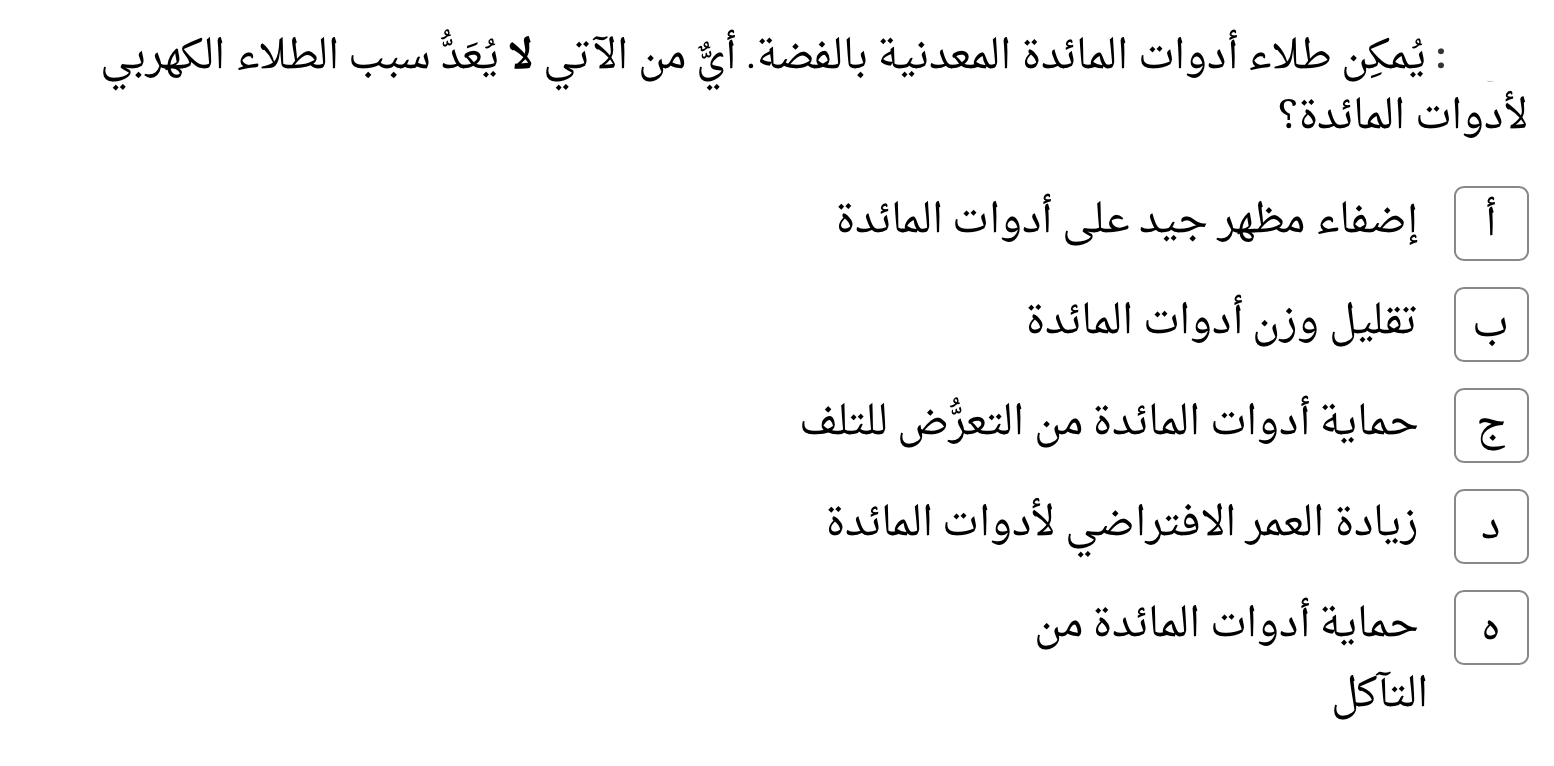 : يُمكِن طلاء أدوات المائدة المعدنية بالفضة. أيٌّ من الآتي لا يُعَدُّ سبب الطلاء الكهربي
لأدوات المائدة؟
أ إضفاء مظهر جيد على أدوات المائدة
ب تقليل وزن أدوات المائدة
ج حماية أدوات المائدة من التعرُّض للتلف
د زيادة العمر الافتراضي لأدوات المائدة
ه حماية أدوات المائدة من
التآكل